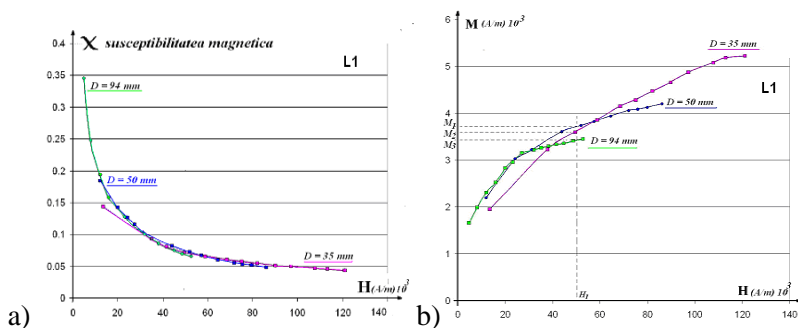 χ susceptibilitatea magnetica
L1
0.4
0.35
0.3
0.25
0.2
0.15
0.1
0.05
0
D = 94 mm
D = 50 mm
D = 35 mm
0 20 40 60 80 100 120 140
H (A/m) 10³
a)
M (A/m) 10³
6
5
4
3
2
1
0
D = 35 mm
L1
D = 50 mm
D = 94 mm
M₁
M₂
M₃
H₁
0 20 40 60 80 100 120 140
H (A/m) 10³
b)